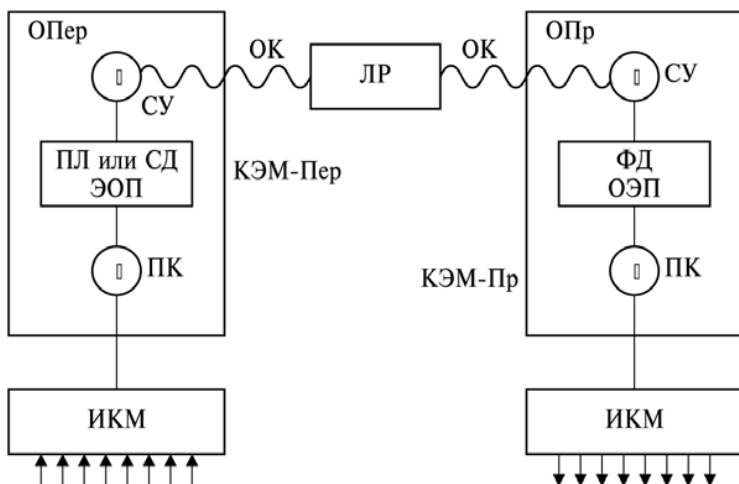 ОПер
ОК
ЛР
ОК
ОПр
СУ
СУ
ПЛ или СД
ЭОП
КЭМ-Пер
ФД
ОЭП
ПК
КЭМ-Пр
ПК
ИКМ
ИКМ